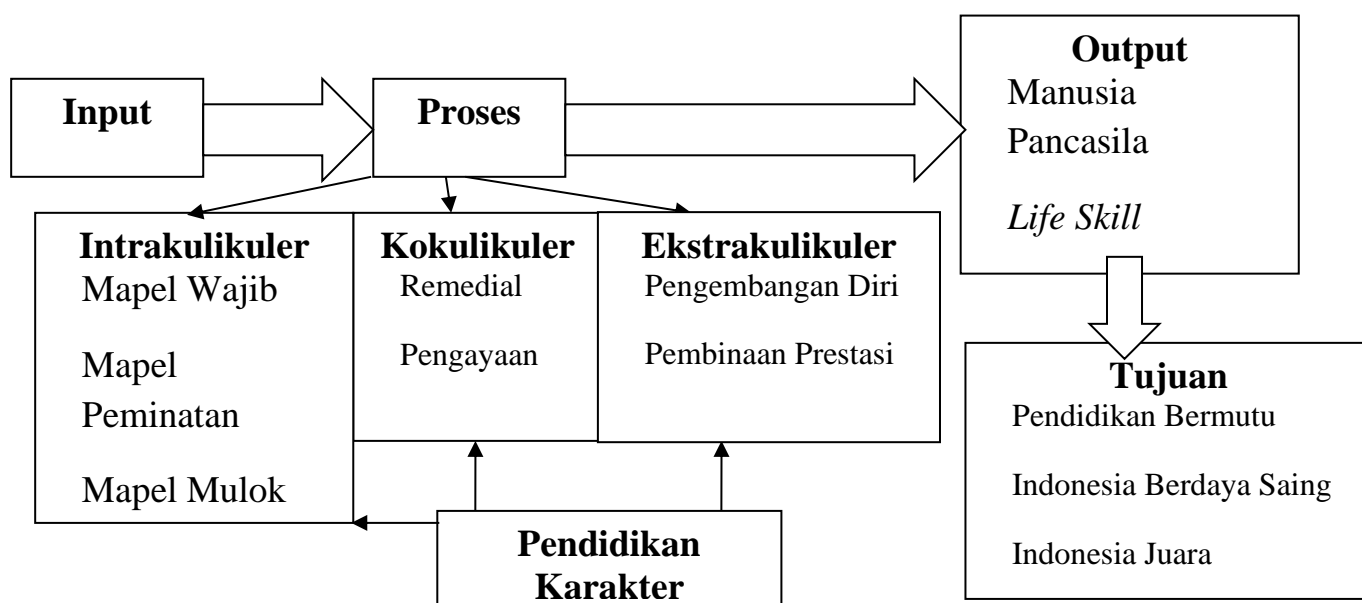 Input
Proses
Output
Manusia
Pancasila
Life Skill
Intrakulikuler
Mapel Wajib
Mapel
Peminatan
Mapel Mulok
Kokulikuler
Remedial
Pengayaan
Ekstrakulikuler
Pengembangan Diri
Pembinaan Prestasi
Tujuan
Pendidikan Bermutu
Indonesia Berdaya Saing
Indonesia Juara
Pendidikan
Karakter